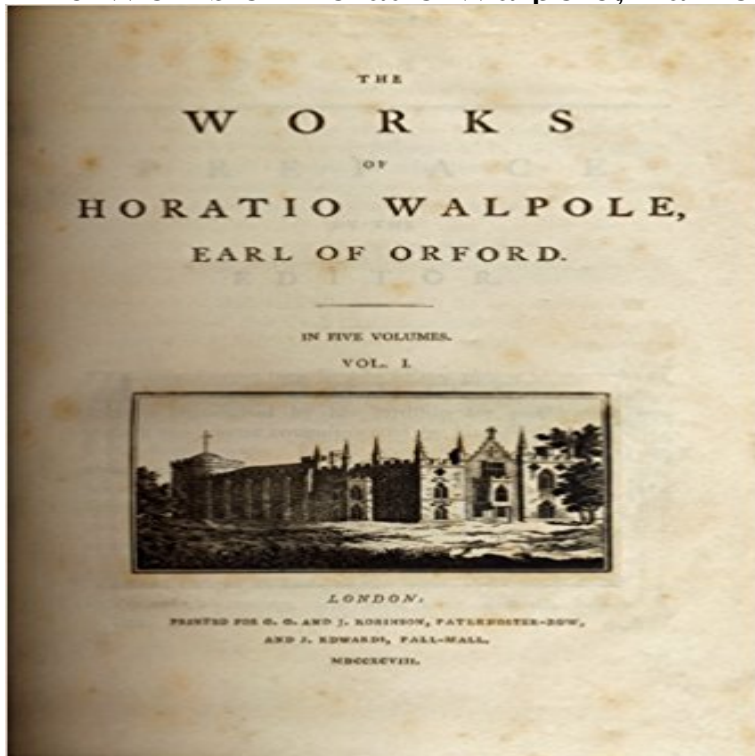 THE
WORKS
OF
HORATIO WALPOLE,
EARL OF ORFORD.
IN FIVE VOLUMES.
VOL. I.
LONDON:
PRINTED FOR G. G. AND J. ROBINSON, PATERNOSTER-ROW,
AND J. EDWARDS, PALL-MALL.
MDCCXCVIII.